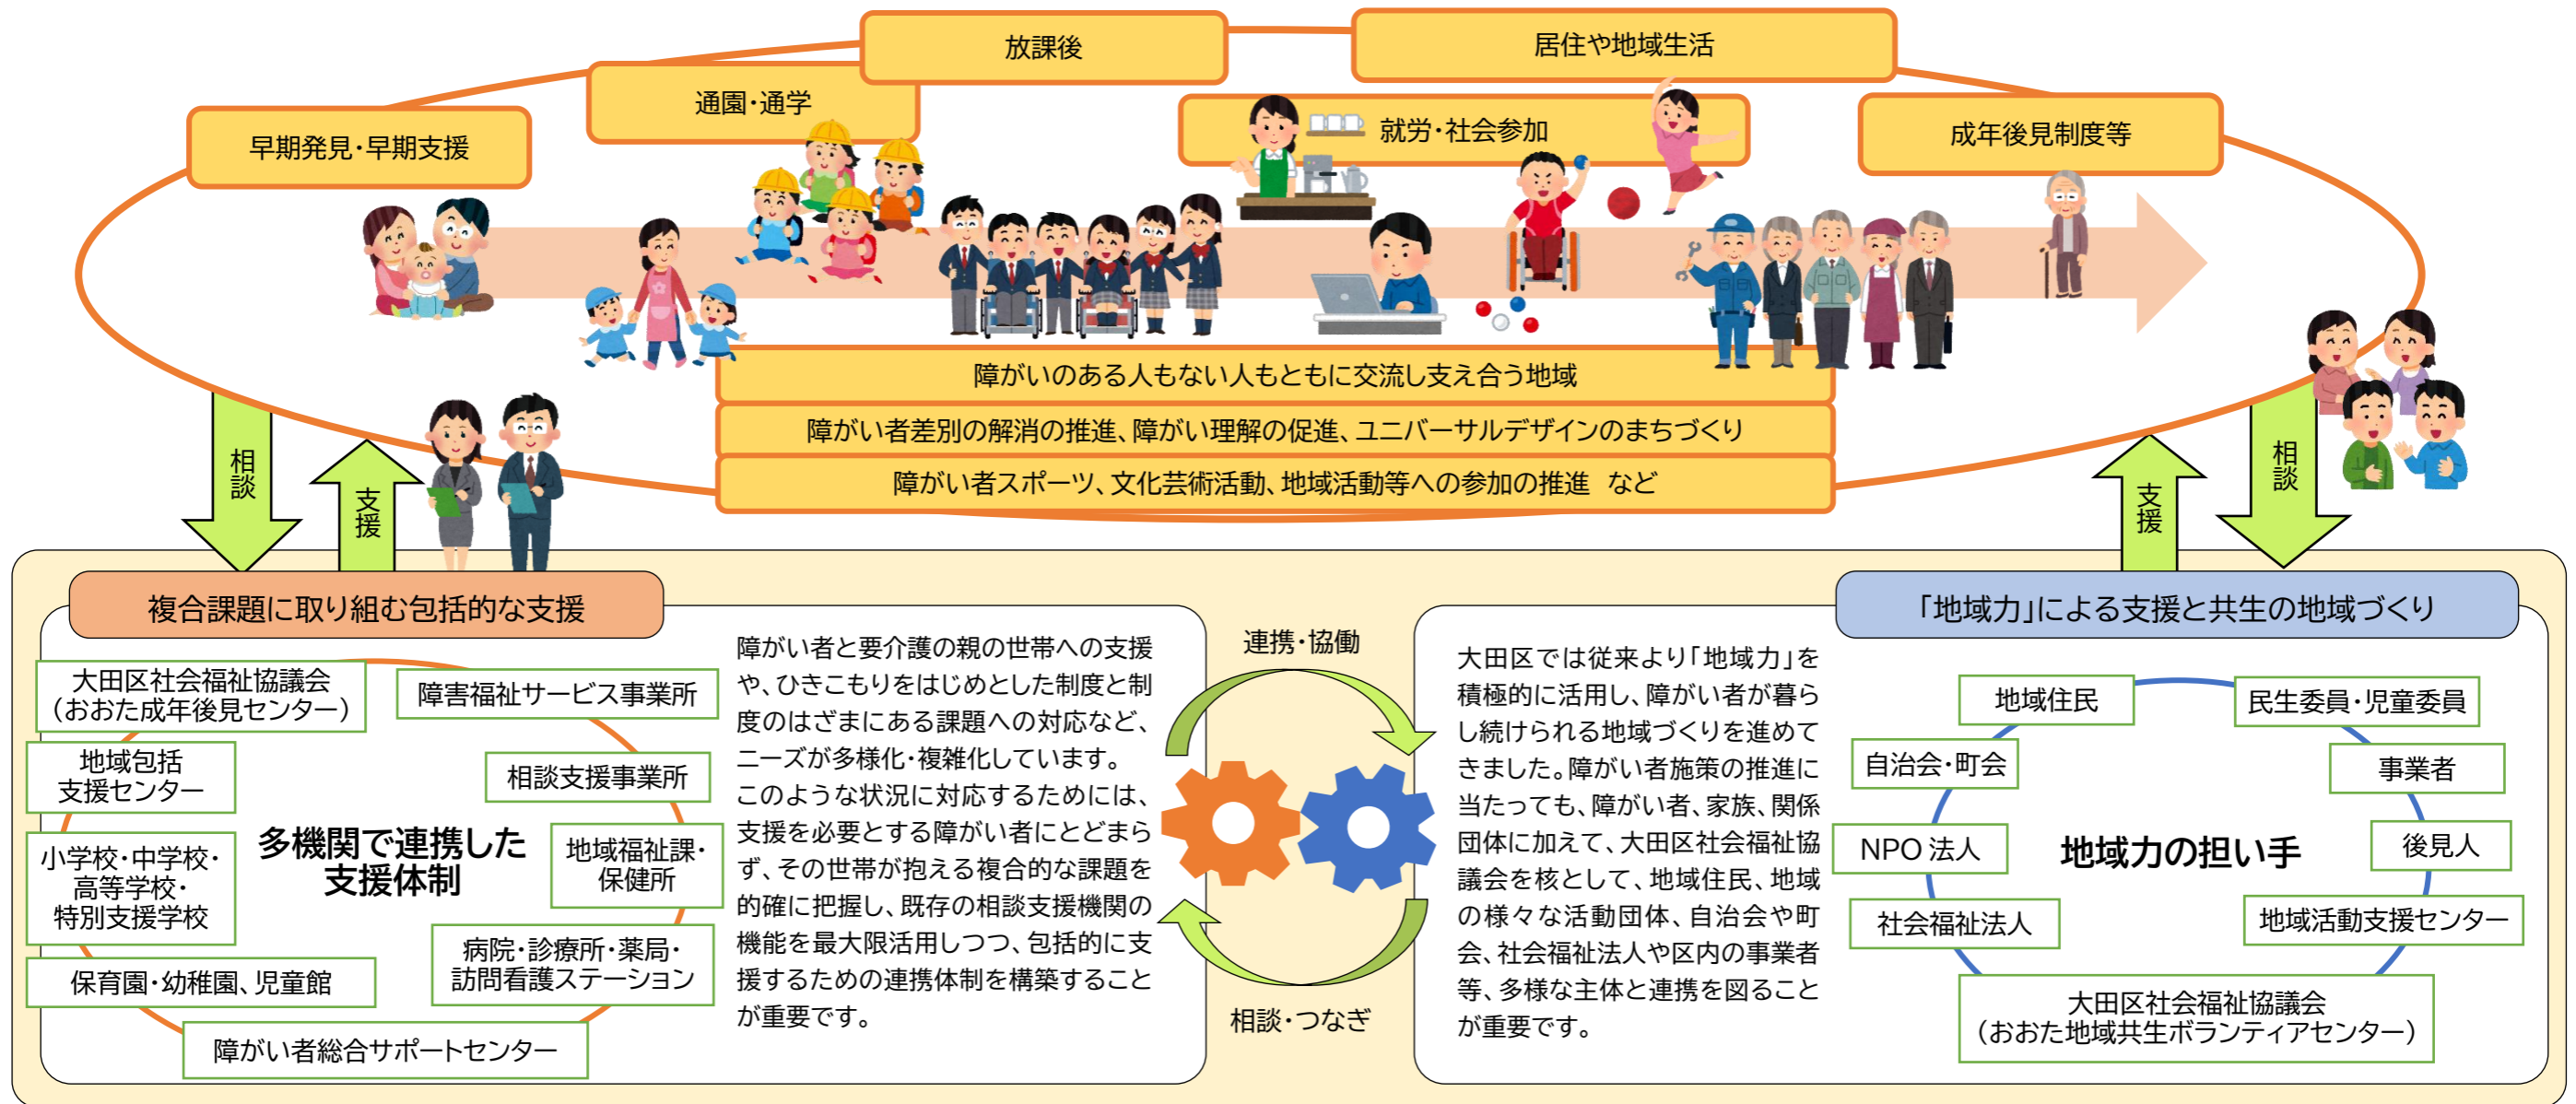 放課後
居住や地域生活
通園・通学
就労・社会参加
早期発見・早期支援
成年後見制度等
障がいのある人もない人もともに交流し支え合う地域
障がい者差別の解消の推進、障がい理解の促進、ユニバーサルデザインのまちづくり
障がい者スポーツ、文化芸術活動、地域活動等への参加の推進　など
相談
支援
支援
相談
複合課題に取り組む包括的な支援
大田区社会福祉協議会
（おおた成年後見センター）
障害福祉サービス事業所
地域包括
支援センター
相談支援事業所
小学校・中学校・
高等学校・
特別支援学校
多機関で連携した
支援体制
地域福祉課・
保健所
保育園・幼稚園、児童館
病院・診療所・薬局・
訪問看護ステーション
障がい者総合サポートセンター
障がい者と要介護の親の世帯への支援
や、ひきこもりをはじめとした制度と制
度のはざまにある課題への対応など、
ニーズが多様化・複雑化しています。
このような状況に対応するためには、
支援を必要とする障がい者にとどまら
ず、その世帯が抱える複合的な課題を
的確に把握し、既存の相談支援機関の
機能を最大限活用しつつ、包括的に支
援するための連携体制を構築すること
が重要です。
連携・協働
相談・つなぎ
「地域力」による支援と共生の地域づくり
大田区では従来より「地域力」を
積極的に活用し、障がい者が暮ら
し続けられる地域づくりを進めて
きました。障がい者施策の推進に
当たっても、障がい者、家族、関係
団体に加えて、大田区社会福祉協
議会を核として、地域住民、地域
の様々な活動団体、自治会や町
会、社会福祉法人や区内の事業者
等、多様な主体と連携を図ること
が重要です。
地域住民
民生委員・児童委員
自治会・町会
事業者
NPO 法人
地域力の担い手
後見人
社会福祉法人
地域活動支援センター
大田区社会福祉協議会
（おおた地域共生ボランティアセンター）